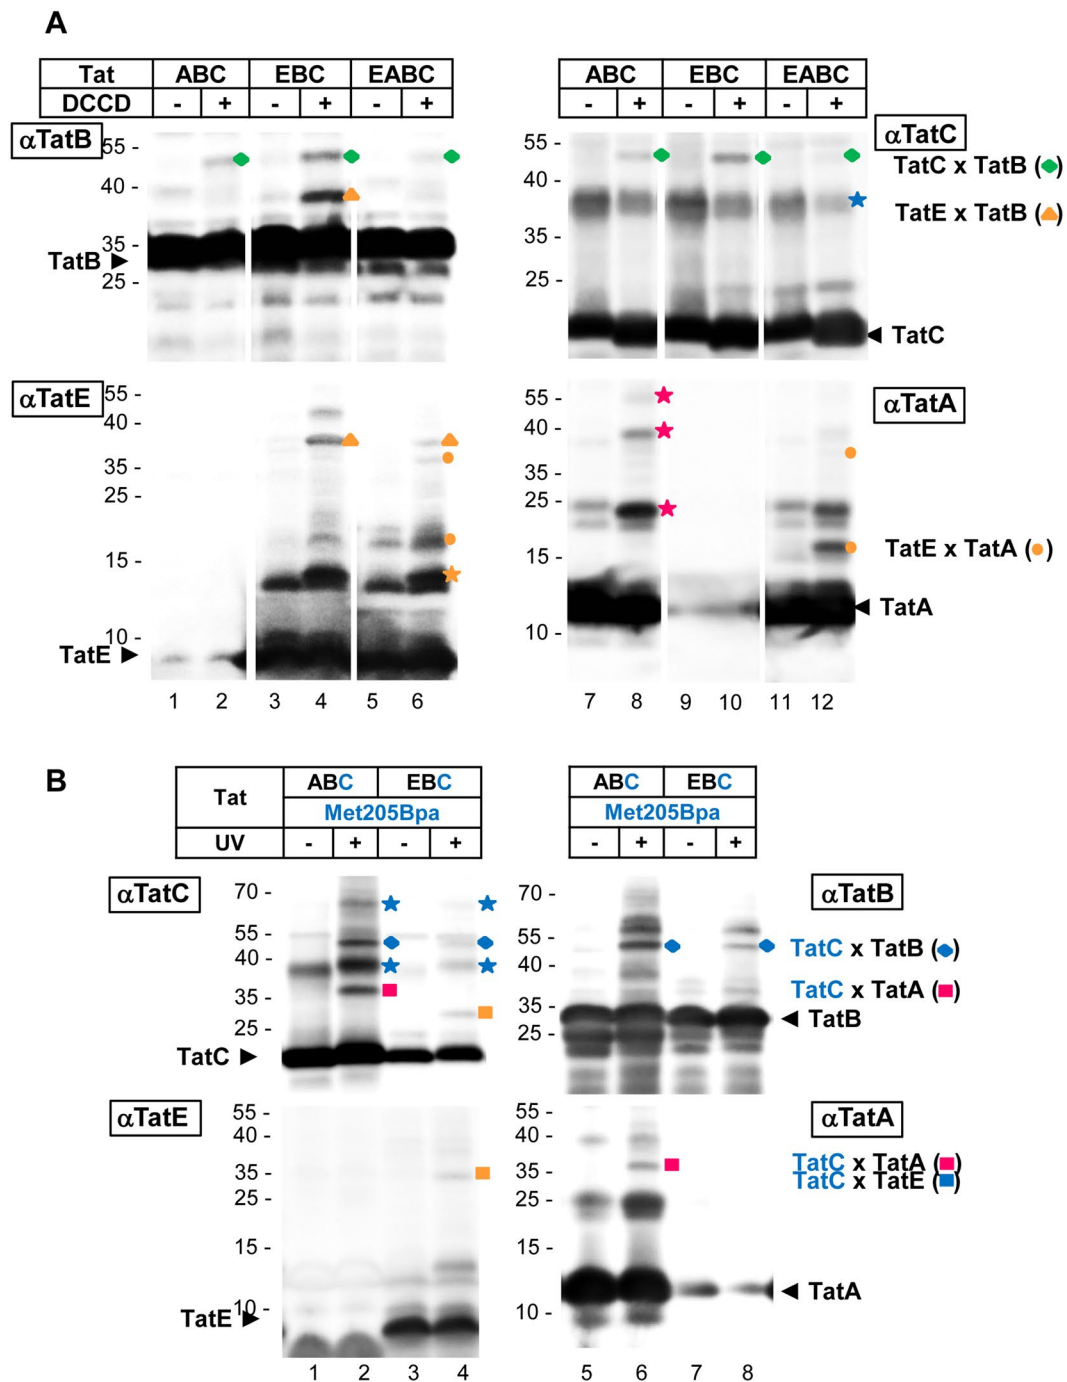 A
Tat ABC EBC EABC
DCCD - + - + - +
ABC EBC EABC
- + - + - +
αTatB
55 -
40 -
35 -
25 -
TatB
55 -
40 -
35 -
25 -
αTatC
TatC x TatB ( )
TatE x TatB ( )
TatC
αTatE
55 -
40 -
35 -
25 -
15 -
10 -
TatE
1 2 3 4 5 6
55 -
40 -
35 -
25 -
15 -
10 -
αTatA
TatE x TatA ( )
TatA
7 8 9 10 11 12
B
Tat ABC EBC
Met205Bpa
UV - + - +
ABC EBC
Met205Bpa
- + - +
αTatC
70 -
55 -
40 -
35 -
25 -
TatC
70 -
55 -
40 -
35 -
25 -
αTatB
TatC x TatB ( )
TatC x TatA ( )
TatB
αTatE
55 -
40 -
35 -
25 -
15 -
10 -
TatE
1 2 3 4
55 -
40 -
35 -
25 -
15 -
10 -
αTatA
TatC x TatA ( )
TatC x TatE ( )
TatA
5 6 7 8